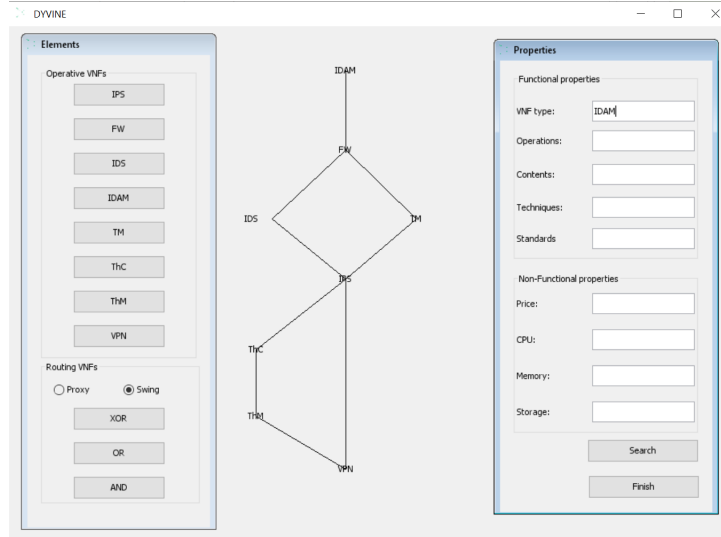 DYVINE
Elements
Operative VNFs
IPS
FW
IDS
IDAM
TM
ThC
ThM
VPN
Routing VNFs
Proxy
Swing
XOR
OR
AND
IDAM
FW
IDS
TM
IPS
ThC
ThM
VPN
Properties
Functional properties
VNF type:
IDAM
Operations:
Contents:
Techniques:
Standards
Non-Functional properties
Price:
CPU:
Memory:
Storage:
Search
Finish